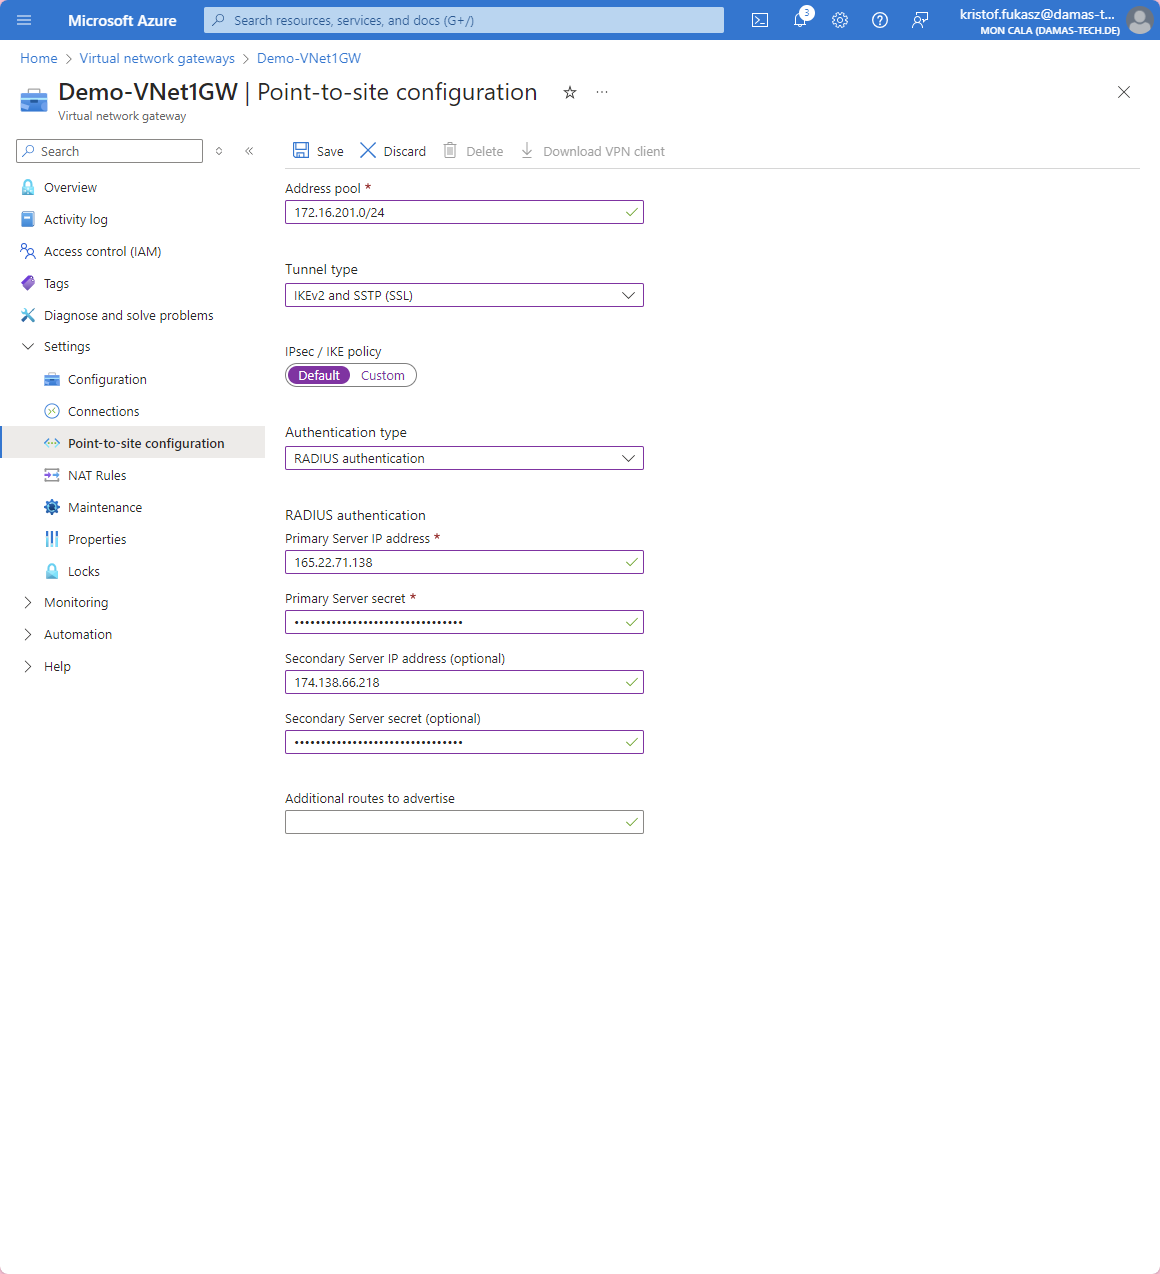 Microsoft Azure
Search resources, services, and docs (G+/)
3
kristof.fukasz@damas-t...
MON CALA (DAMAS-TECH.DE)
Home > Virtual network gateways > Demo-VNet1GW
Demo-VNet1GW | Point-to-site configuration
Virtual network gateway
Search
Overview
Activity log
Access control (IAM)
Tags
Diagnose and solve problems
Settings
Configuration
Connections
Point-to-site configuration
NAT Rules
Maintenance
Properties
Locks
Monitoring
Automation
Help
Save Discard Delete Download VPN client
Address pool *
172.16.201.0/24
Tunnel type
IKEv2 and SSTP (SSL)
IPsec / IKE policy
Default Custom
Authentication type
RADIUS authentication
RADIUS authentication
Primary Server IP address *
165.22.71.138
Primary Server secret *
••••••••••••••••••••••••••••••••
Secondary Server IP address (optional)
174.138.66.218
Secondary Server secret (optional)
••••••••••••••••••••••••••••••••
Additional routes to advertise